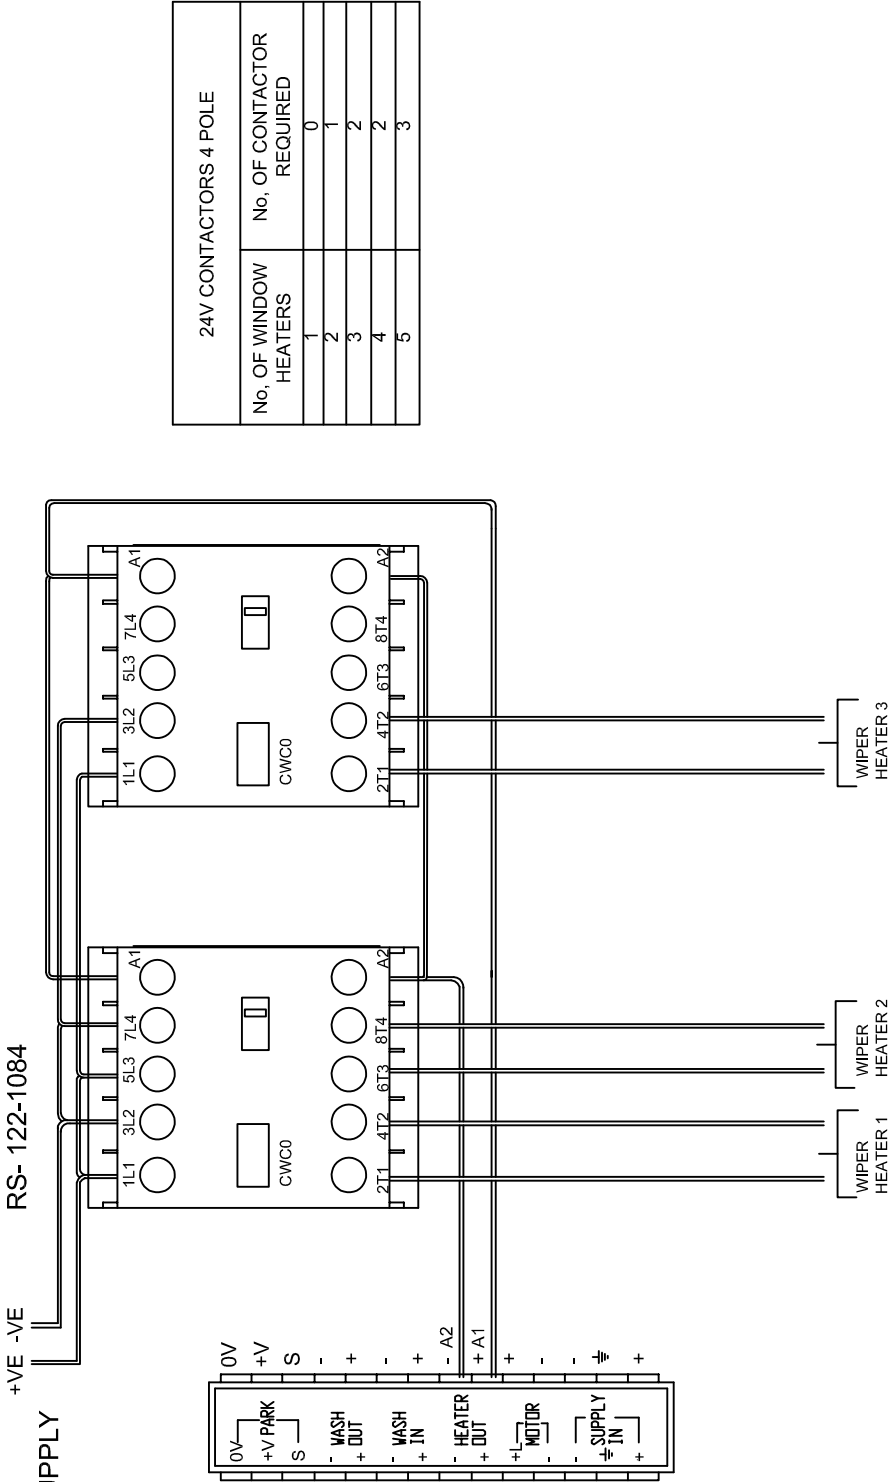 24V CONTACTORS 4 POLE
No, OF WINDOW HEATERS
No, OF CONTACTOR REQUIRED
1 0
2 1
3 2
4 2
5 3
RS- 122-1084
+VE -VE
1L1 3L2 5L3 7L4 A1
CWC0
2T1 4T2 6T3 8T4 A2
1L1 3L2 5L3 7L4 A1
CWC0
2T1 4T2 6T3 8T4 A2
WIPER
HEATER 1
WIPER
HEATER 2
WIPER
HEATER 3
0V
+V
S
-
+
-
+
- A2
+ A1
+
-
-
+
0V
+V PARK
S
- WASH
+ OUT
- WASH
+ IN
- HEATER
+ OUT
+L
- MOTOR
- SUPPLY
IN
+